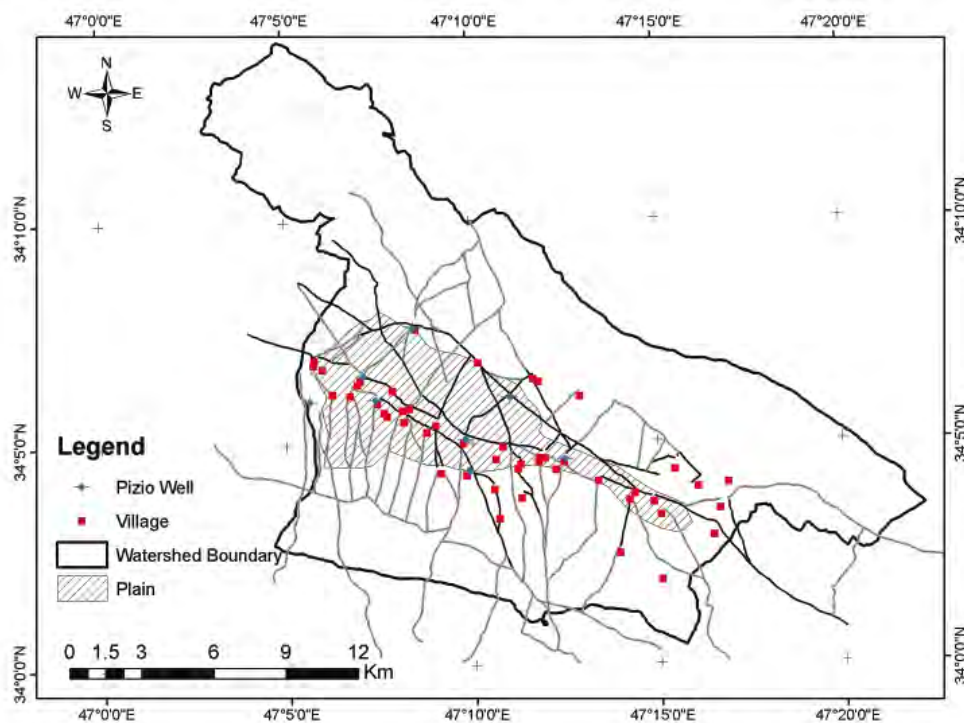 47°0'0"E 47°5'0"E 47°10'0"E 47°15'0"E 47°20'0"E
N
W E
S
34°10'0"N 34°10'0"N
34°5'0"N 34°5'0"N
Legend
Pizio Well
Village
Watershed Boundary
Plain
0 1.5 3 6 9 12
Km
34°0'0"N 34°0'0"N
47°0'0"E 47°5'0"E 47°10'0"E 47°15'0"E 47°20'0"E